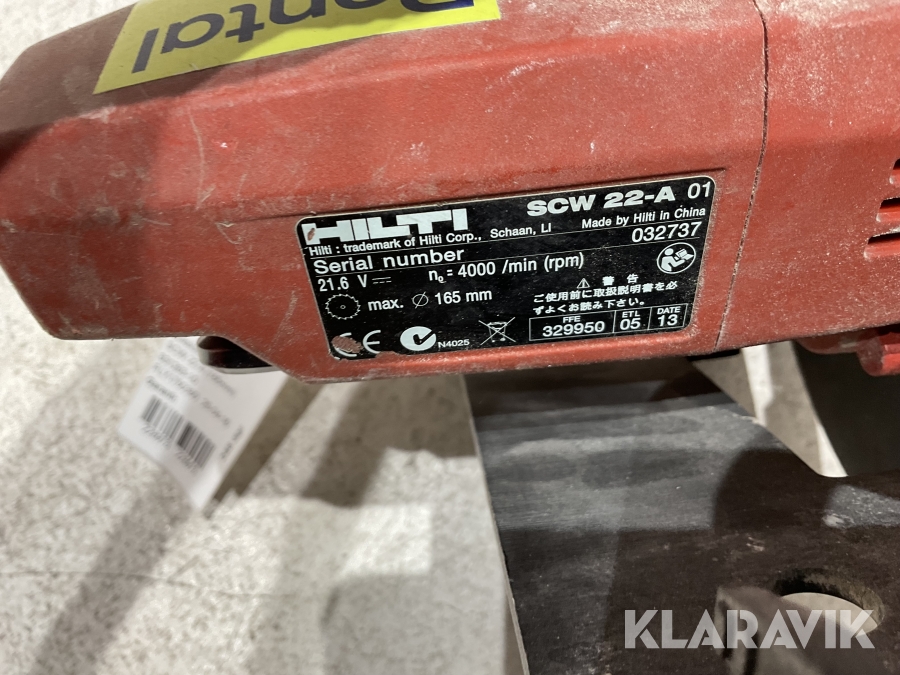 Rental
HILTI
SCW 22-A 01
Hilti : trademark of Hilti Corp., Schaan, LI
Made by Hilti in China
Serial number
032737
21.6 V
n₀ = 4000 /min (rpm)
max. ⌀ 165 mm
⚠ 警 告
ご使用前に取扱説明書を必
ずよくお読み下さい。
CE
N4025
FFE
329950
ETL
05
DATE
13
KLARAVIK